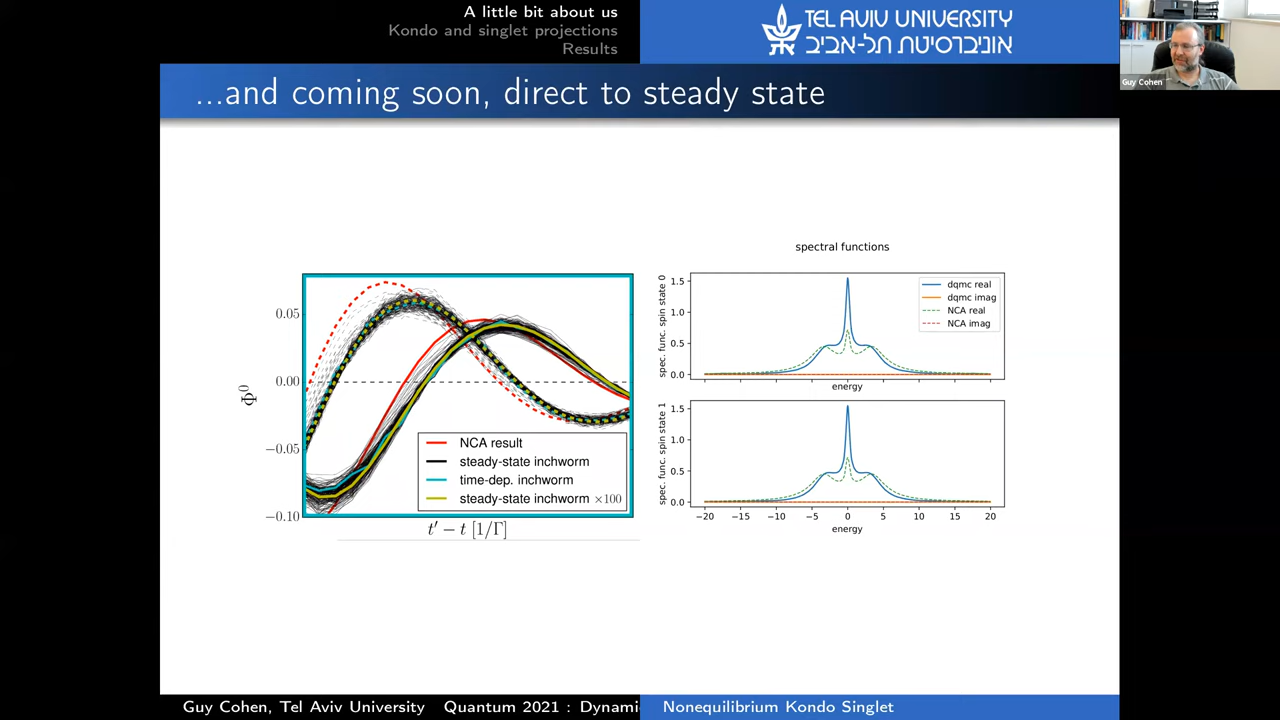 A little bit about us
Kondo and singlet projections
Results
TEL AVIV UNIVERSITY
אוניברסיטת תל-אביב
Guy Cohen
...and coming soon, direct to steady state
Φ⁰
0.05
0.00
−0.05
−0.10
NCA result
steady-state inchworm
time-dep. inchworm
steady-state inchworm ×100
t′ − t [1/Γ]
spectral functions
spec. func. spin state 0
1.5
1.0
0.5
0.0
dqmc real
dqmc imag
NCA real
NCA imag
energy
spec. func. spin state 1
1.5
1.0
0.5
0.0
−20 −15 −10 −5 0 5 10 15 20
energy
Guy Cohen, Tel Aviv University Quantum 2021 : Dynami Nonequilibrium Kondo Singlet